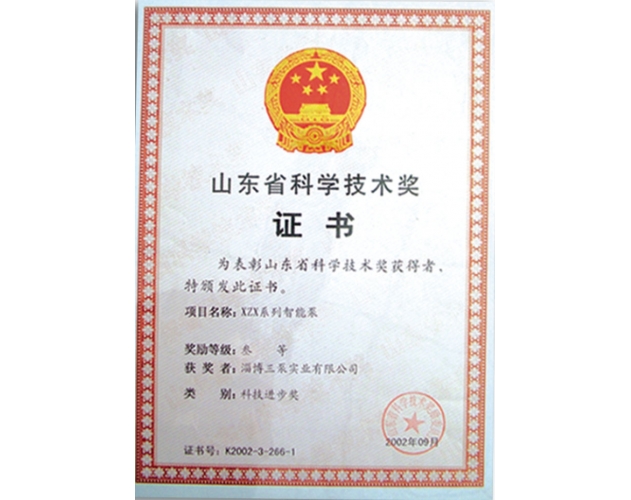 山东省科学技术奖
证书
为表彰山东省科学技术奖获得者,
特颁发此证书。
项目名称:XZX系列智能泵
奖励等级:叁 等
获奖者:淄博三泵实业有限公司
类 别:科技进步奖
2002年09月
证书号:K2002-3-266-1